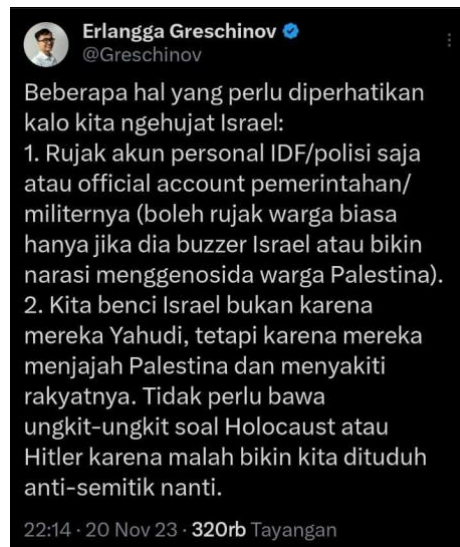 Erlangga Greschinov
@Greschinov
Beberapa hal yang perlu diperhatikan
kalo kita ngehujat Israel:
1. Rujak akun personal IDF/polisi saja
atau official account pemerintahan/
militernya (boleh rujak warga biasa
hanya jika dia buzzer Israel atau bikin
narasi menggenosida warga Palestina).
2. Kita benci Israel bukan karena
mereka Yahudi, tetapi karena mereka
menjajah Palestina dan menyakiti
rakyatnya. Tidak perlu bawa
ungkit-ungkit soal Holocaust atau
Hitler karena malah bikin kita dituduh
anti-semitik nanti.
22:14 · 20 Nov 23 · 320rb Tayangan